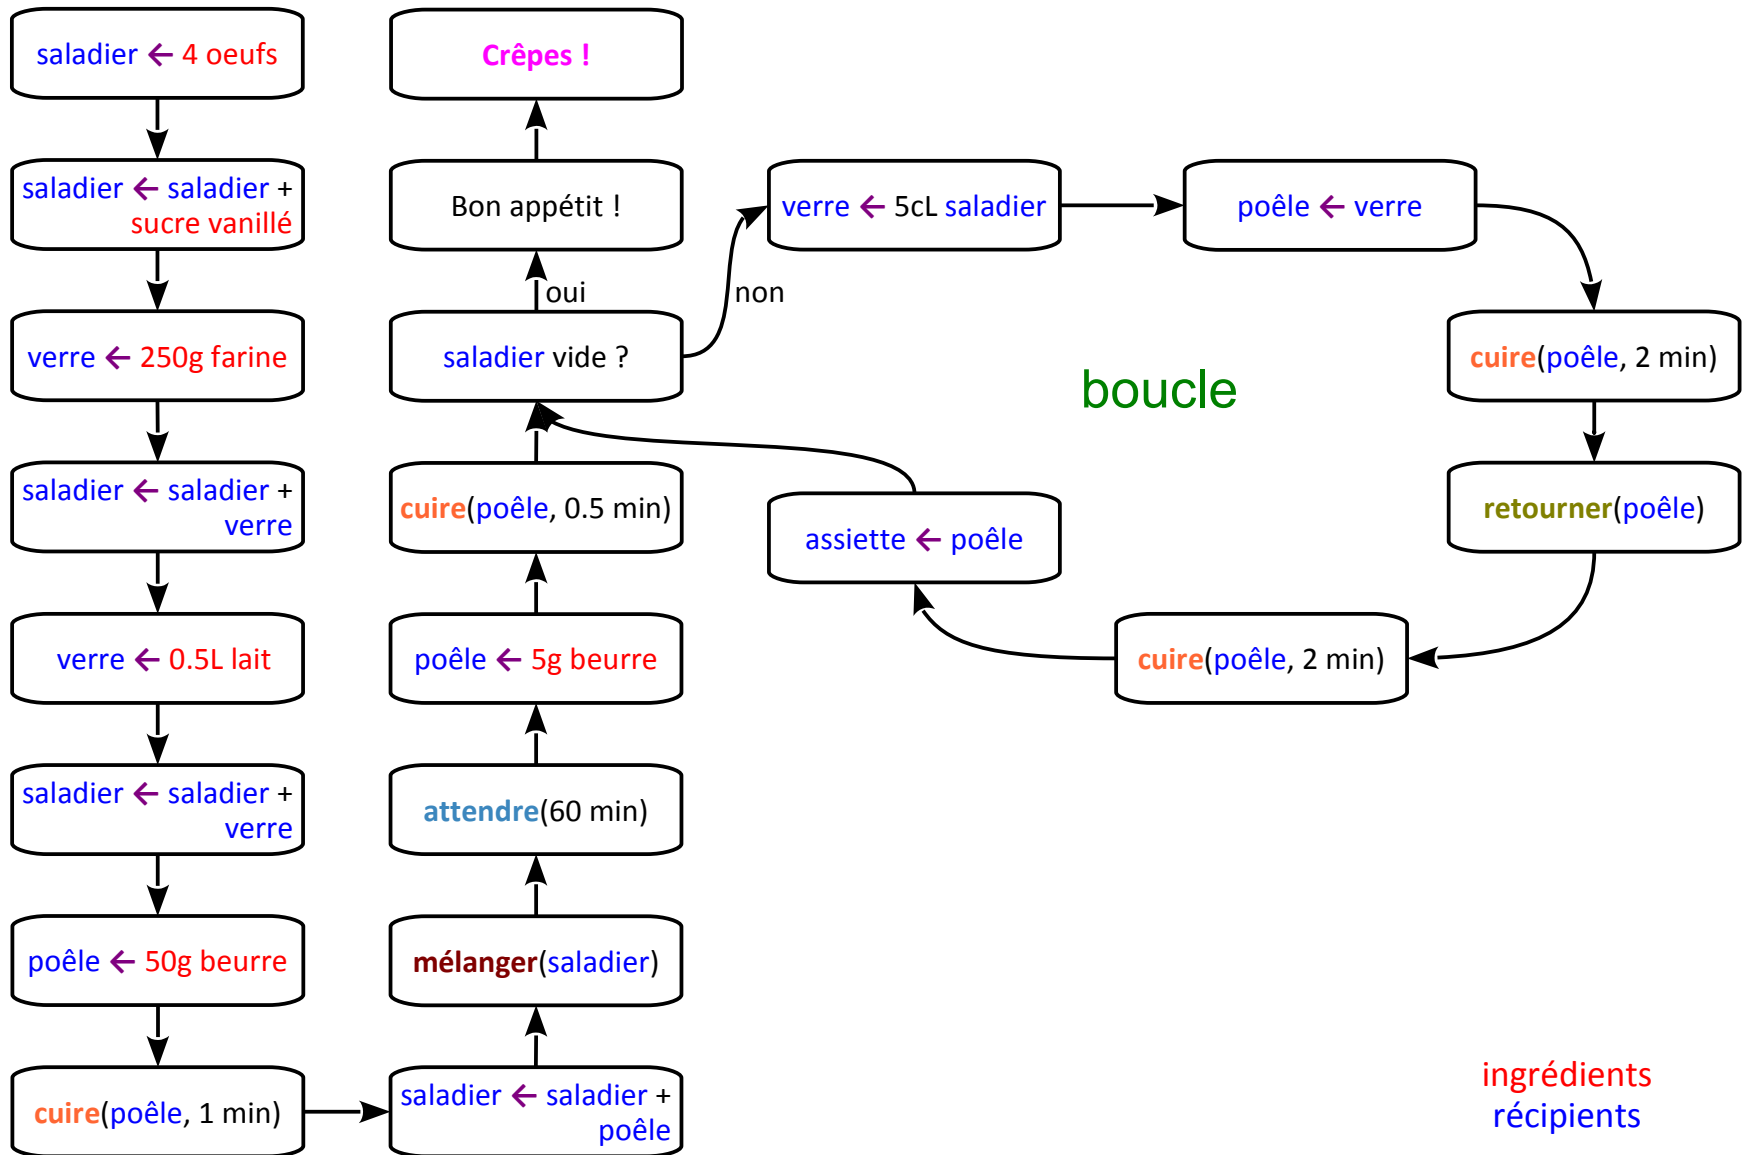 saladier ← 4 oeufs
saladier ← saladier +
sucre vanillé
verre ← 250g farine
saladier ← saladier +
verre
verre ← 0.5L lait
saladier ← saladier +
verre
poêle ← 50g beurre
cuire(poêle, 1 min)
saladier ← saladier +
poêle
mélanger(saladier)
attendre(60 min)
poêle ← 5g beurre
cuire(poêle, 0.5 min)
saladier vide ?
oui
non
Bon appétit !
Crêpes !
verre ← 5cL saladier
poêle ← verre
cuire(poêle, 2 min)
retourner(poêle)
cuire(poêle, 2 min)
assiette ← poêle
boucle
ingrédients
récipients